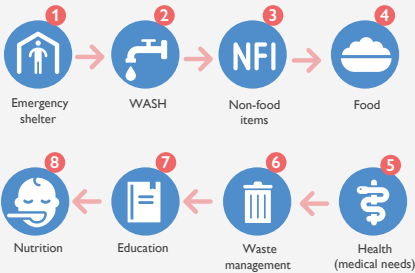 1
Emergency
shelter
2
WASH
3
NFI
Non-food
items
4
Food
5
Health
(medical needs)
6
Waste
management
7
Education
8
Nutrition